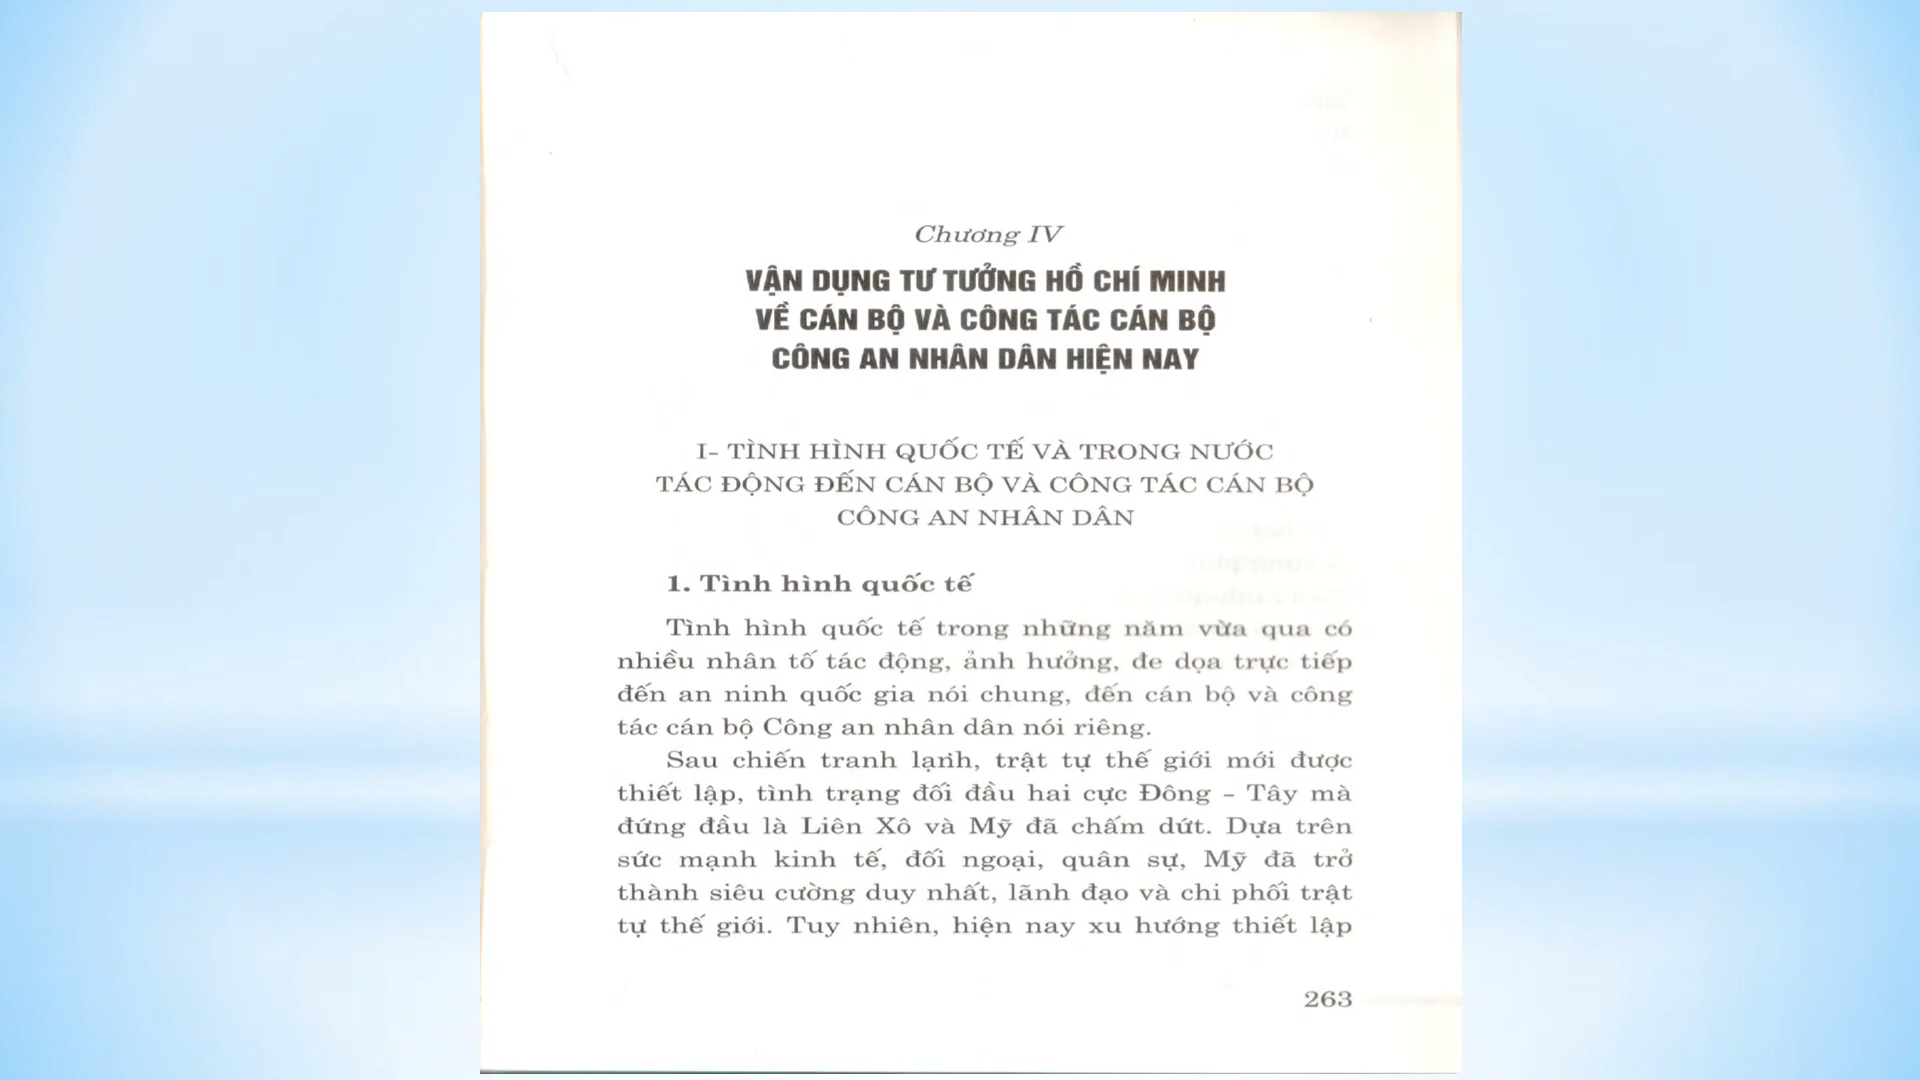 Chương IV
VẬN DỤNG TƯ TƯỞNG HỒ CHÍ MINH
VỀ CÁN BỘ VÀ CÔNG TÁC CÁN BỘ
CÔNG AN NHÂN DÂN HIỆN NAY
I- TÌNH HÌNH QUỐC TẾ VÀ TRONG NƯỚC
TÁC ĐỘNG ĐẾN CÁN BỘ VÀ CÔNG TÁC CÁN BỘ
CÔNG AN NHÂN DÂN
1. Tình hình quốc tế
Tình hình quốc tế trong những năm vừa qua có
nhiều nhân tố tác động, ảnh hưởng, đe dọa trực tiếp
đến an ninh quốc gia nói chung, đến cán bộ và công
tác cán bộ Công an nhân dân nói riêng.
Sau chiến tranh lạnh, trật tự thế giới mới được
thiết lập, tình trạng đối đầu hai cực Đông – Tây mà
đứng đầu là Liên Xô và Mỹ đã chấm dứt. Dựa trên
sức mạnh kinh tế, đối ngoại, quân sự, Mỹ đã trở
thành siêu cường duy nhất, lãnh đạo và chi phối trật
tự thế giới. Tuy nhiên, hiện nay xu hướng thiết lập
263